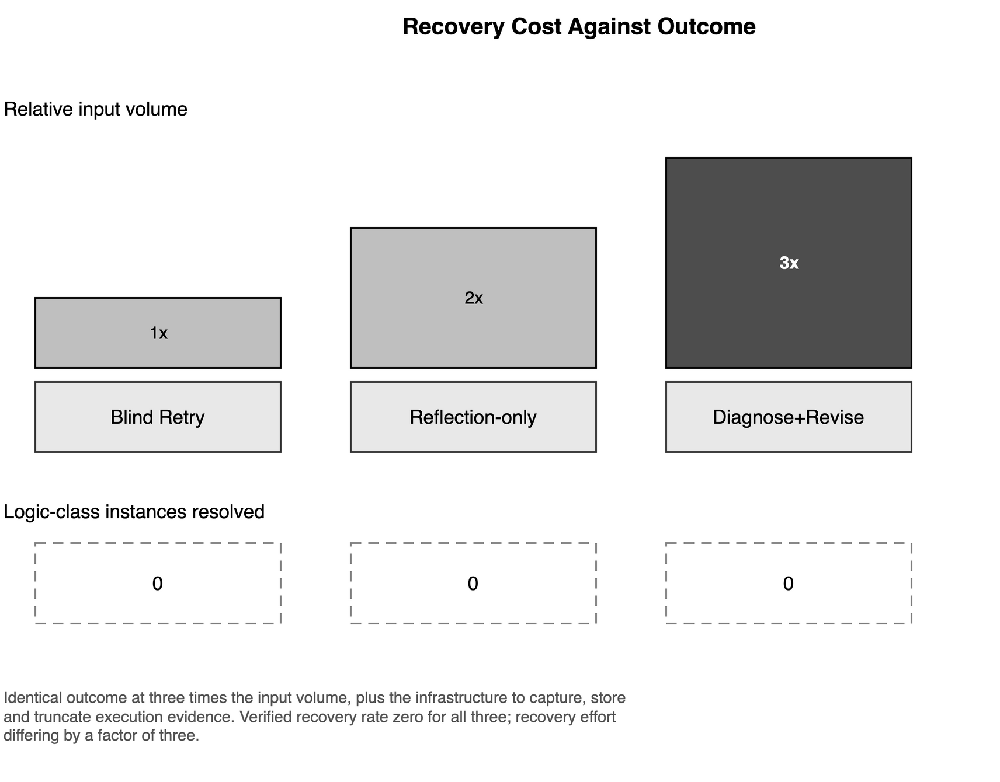 Recovery Cost Against Outcome
Relative input volume
1x
2x
3x
Blind Retry
Reflection-only
Diagnose+Revise
Logic-class instances resolved
0
0
0
Identical outcome at three times the input volume, plus the infrastructure to capture, store
and truncate execution evidence. Verified recovery rate zero for all three; recovery effort
differing by a factor of three.